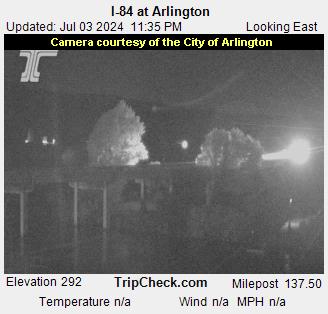 I-84 at Arlington
Updated: Jul 03 2024 11:35 PM Looking East
Camera courtesy of the City of Arlington
Elevation 292 TripCheck.com Milepost 137.50
Temperature n/a Wind n/a MPH n/a